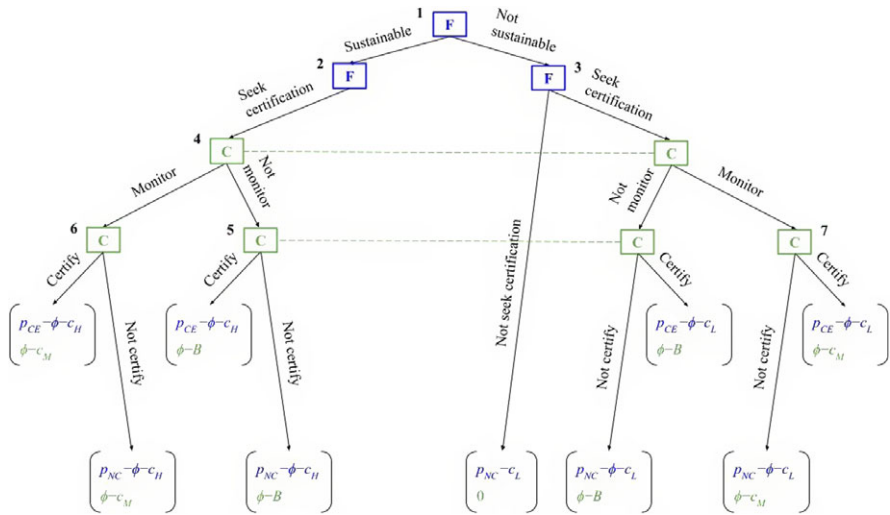 1
F
Sustainable
Not
sustainable
2
F
3
F
Seek
certification
Seek
certification
4
C
C
Monitor
Not
monitor
Not
monitor
Monitor
6
C
5
C
C
7
C
Certify
Certify
Certify
Certify
Not certify
Not certify
Not seek certification
Not certify
Not certify
p_CE−ϕ−c_H
ϕ−c_M
p_CE−ϕ−c_H
ϕ−B
p_CE−ϕ−c_L
ϕ−B
p_CE−ϕ−c_L
ϕ−c_M
p_NC−ϕ−c_H
ϕ−c_M
p_NC−ϕ−c_H
ϕ−B
p_NC−c_L
0
p_NC−ϕ−c_L
ϕ−B
p_NC−ϕ−c_L
ϕ−c_M